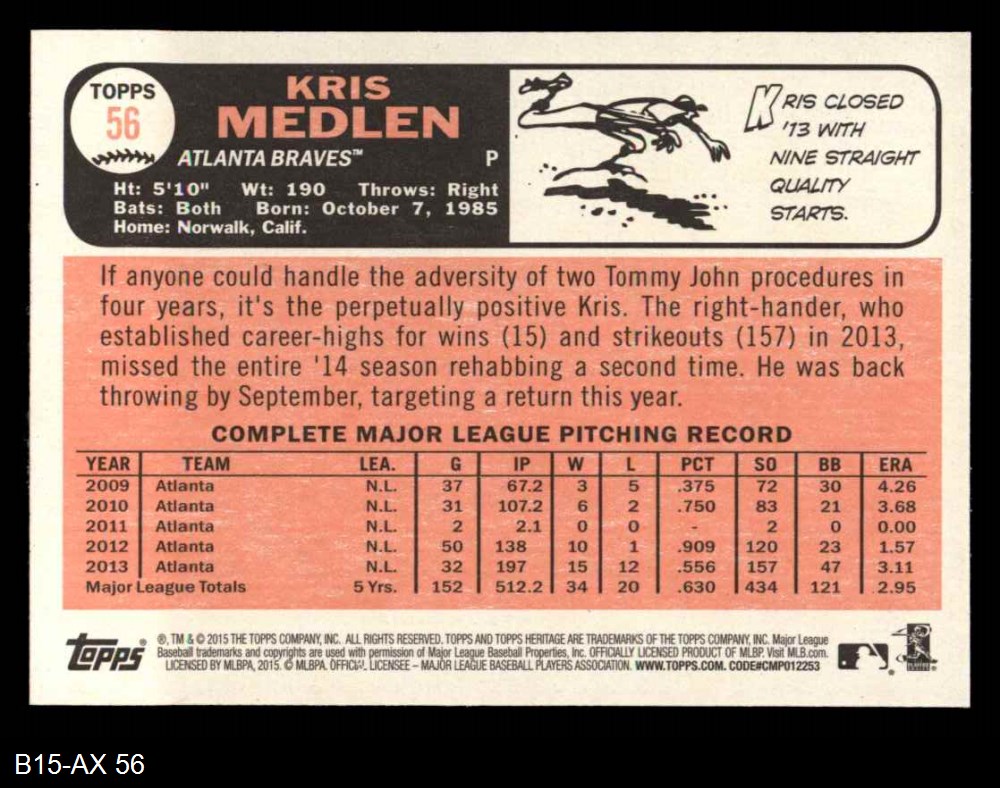 TOPPS
56
KRIS
MEDLEN
ATLANTA BRAVES™ P
Ht: 5'10" Wt: 190 Throws: Right
Bats: Both Born: October 7, 1985
Home: Norwalk, Calif.
KRIS CLOSED
'13 WITH
NINE STRAIGHT
QUALITY
STARTS.
If anyone could handle the adversity of two Tommy John procedures in
four years, it's the perpetually positive Kris. The right-hander, who
established career-highs for wins (15) and strikeouts (157) in 2013,
missed the entire '14 season rehabbing a second time. He was back
throwing by September, targeting a return this year.
COMPLETE MAJOR LEAGUE PITCHING RECORD
YEAR TEAM LEA. G IP W L PCT SO BB ERA
2009 Atlanta N.L. 37 67.2 3 5 .375 72 30 4.26
2010 Atlanta N.L. 31 107.2 6 2 .750 83 21 3.68
2011 Atlanta N.L. 2 2.1 0 0 - 2 0 0.00
2012 Atlanta N.L. 50 138 10 1 .909 120 23 1.57
2013 Atlanta N.L. 32 197 15 12 .556 157 47 3.11
Major League Totals 5 Yrs. 152 512.2 34 20 .630 434 121 2.95
topps®
®, TM & © 2015 THE TOPPS COMPANY, INC. ALL RIGHTS RESERVED. TOPPS AND TOPPS HERITAGE ARE TRADEMARKS OF THE TOPPS COMPANY, INC. Major League
Baseball trademarks and copyrights are used with permission of Major League Baseball Properties, Inc. OFFICIALLY LICENSED PRODUCT OF MLBP. Visit MLB.com.
LICENSED BY MLBPA, 2015. © MLBPA. OFFICIAL LICENSEE – MAJOR LEAGUE BASEBALL PLAYERS ASSOCIATION. WWW.TOPPS.COM. CODE#CMP012253
B15-AX 56